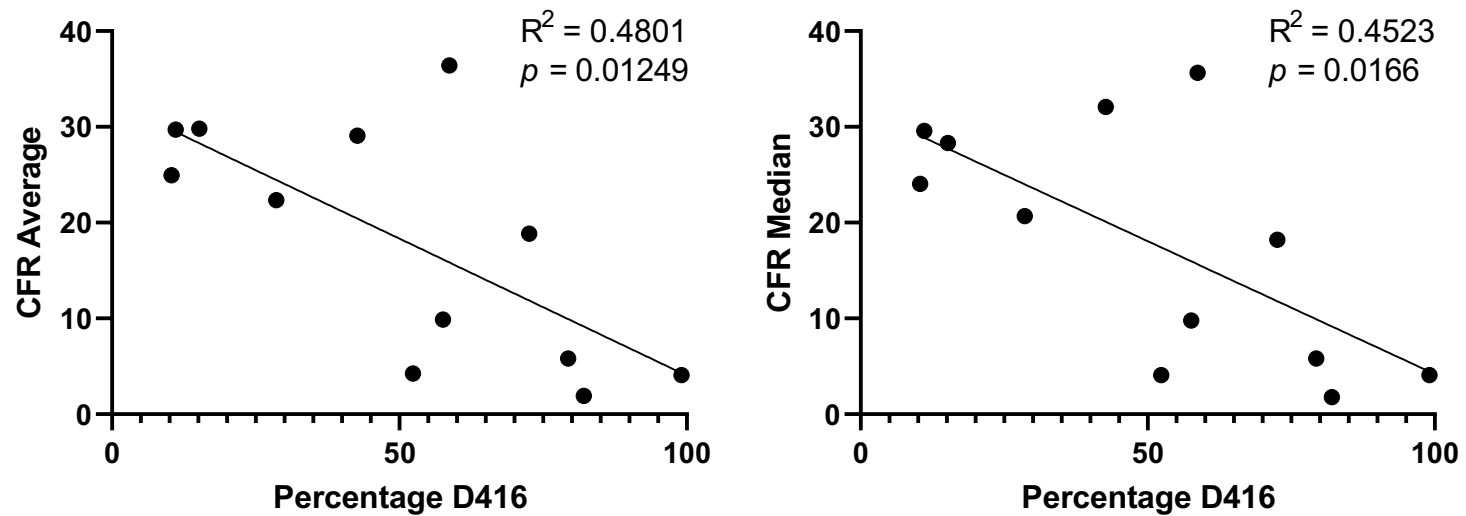 R² = 0.4801
p = 0.01249
40
30
20
10
0
CFR Average
0 50 100
Percentage D416
R² = 0.4523
p = 0.0166
40
30
20
10
0
CFR Median
0 50 100
Percentage D416